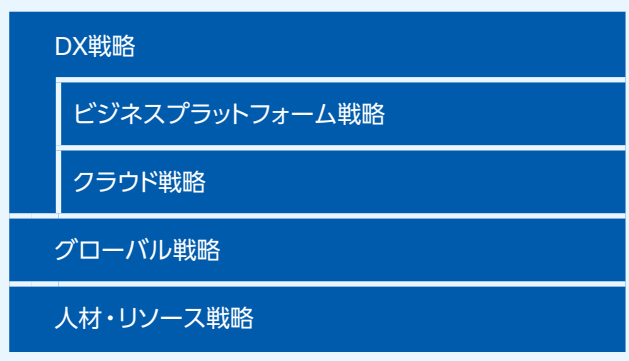 DX戦略
ビジネスプラットフォーム戦略
クラウド戦略
グローバル戦略
人材・リソース戦略